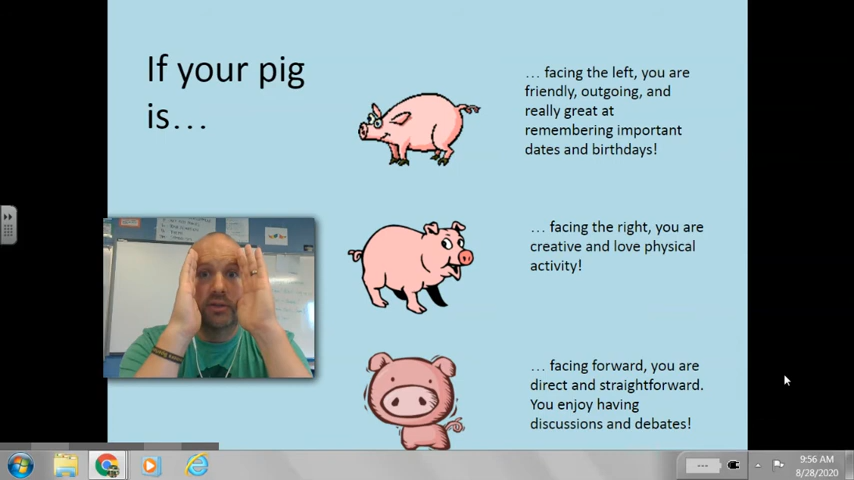 If your pig
is...
... facing the left, you are
friendly, outgoing, and
really great at
remembering important
dates and birthdays!
... facing the right, you are
creative and love physical
activity!
... facing forward, you are
direct and straightforward.
You enjoy having
discussions and debates!
9:56 AM
8/28/2020